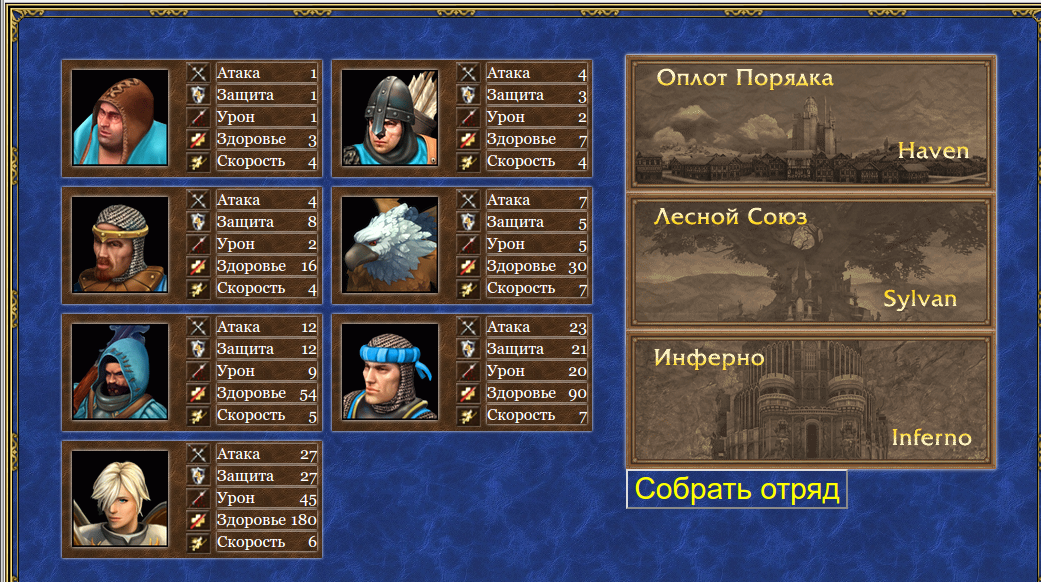 Атака 1
Защита 1
Урон 1
Здоровье 3
Скорость 4
Атака 4
Защита 3
Урон 2
Здоровье 7
Скорость 4
Атака 4
Защита 8
Урон 2
Здоровье 16
Скорость 4
Атака 7
Защита 5
Урон 5
Здоровье 30
Скорость 7
Атака 12
Защита 12
Урон 9
Здоровье 54
Скорость 5
Атака 23
Защита 21
Урон 20
Здоровье 90
Скорость 7
Атака 27
Защита 27
Урон 45
Здоровье 180
Скорость 6
Оплот Порядка
Haven
Лесной Союз
Sylvan
Инферно
Inferno
Собрать отряд